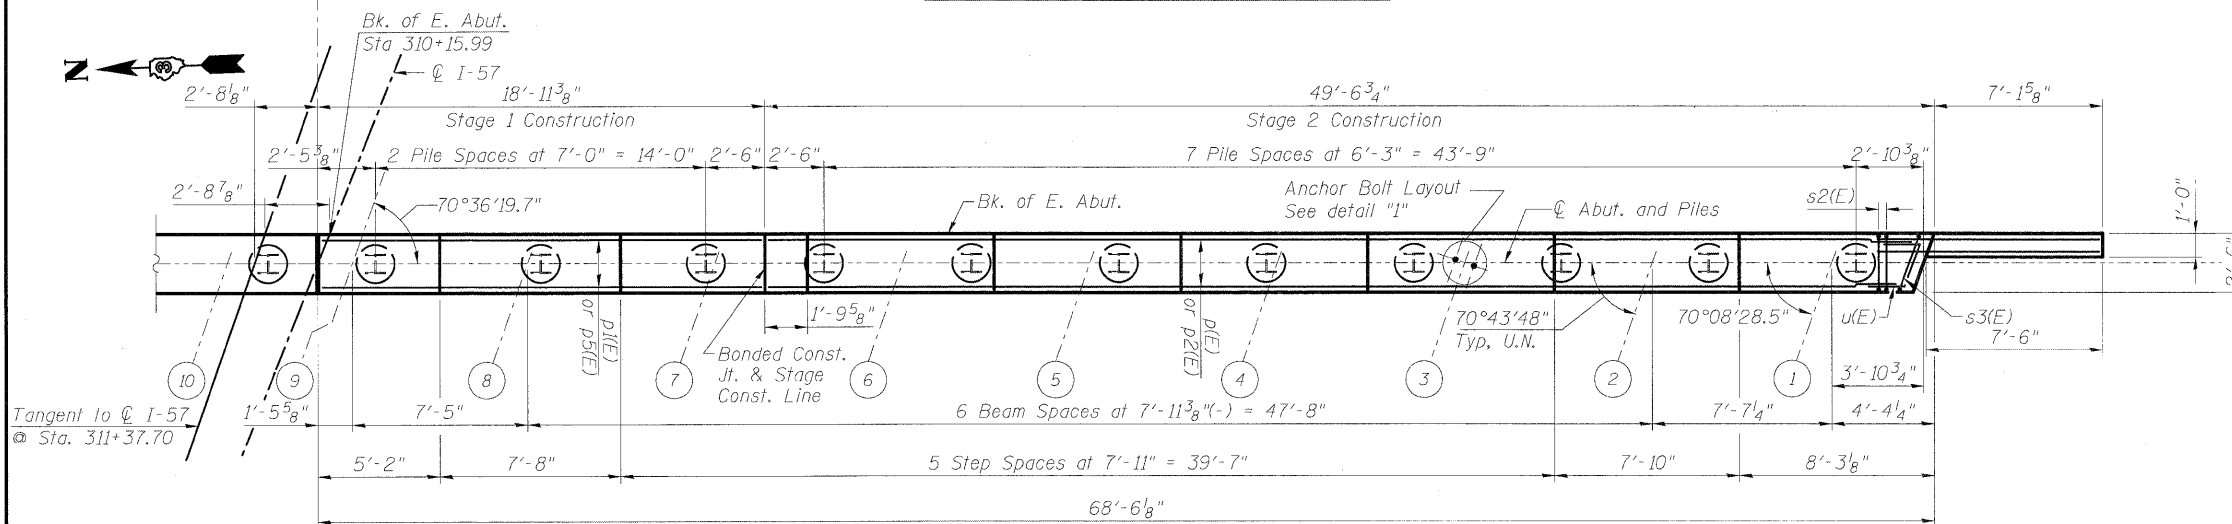 Bk. of E. Abut.
Sta 310+15.99
℄ I-57
N
2'-8⅛"
18'-11⅜"
49'-6¾"
7'-1⅝"
Stage 1 Construction
Stage 2 Construction
2'-5⅜"
2 Pile Spaces at 7'-0" = 14'-0"
2'-6"
2'-6"
7 Pile Spaces at 6'-3" = 43'-9"
2'-10⅜"
2'-8⅞"
70°36'19.7"
Bk. of E. Abut.
Anchor Bolt Layout
See detail "1"
℄ Abut. and Piles
s2(E)
1'-0"
p1(E)
or p5(E)
1'-9⅝"
p(E)
or p2(E)
70°43'48"
Typ, U.N.
70°08'28.5"
u(E)
s3(E)
7'-6"
Bonded Const.
Jt. & Stage
Const. Line
10
9
8
7
6
5
4
3
2
1
3'-10¾"
Tangent to ℄ I-57
@ Sta. 311+37.70
1'-5⅝"
7'-5"
6 Beam Spaces at 7'-11⅜"(-) = 47'-8"
7'-7¼"
4'-4¼"
5'-2"
7'-8"
5 Step Spaces at 7'-11" = 39'-7"
7'-10"
8'-3⅛"
68'-6⅛"